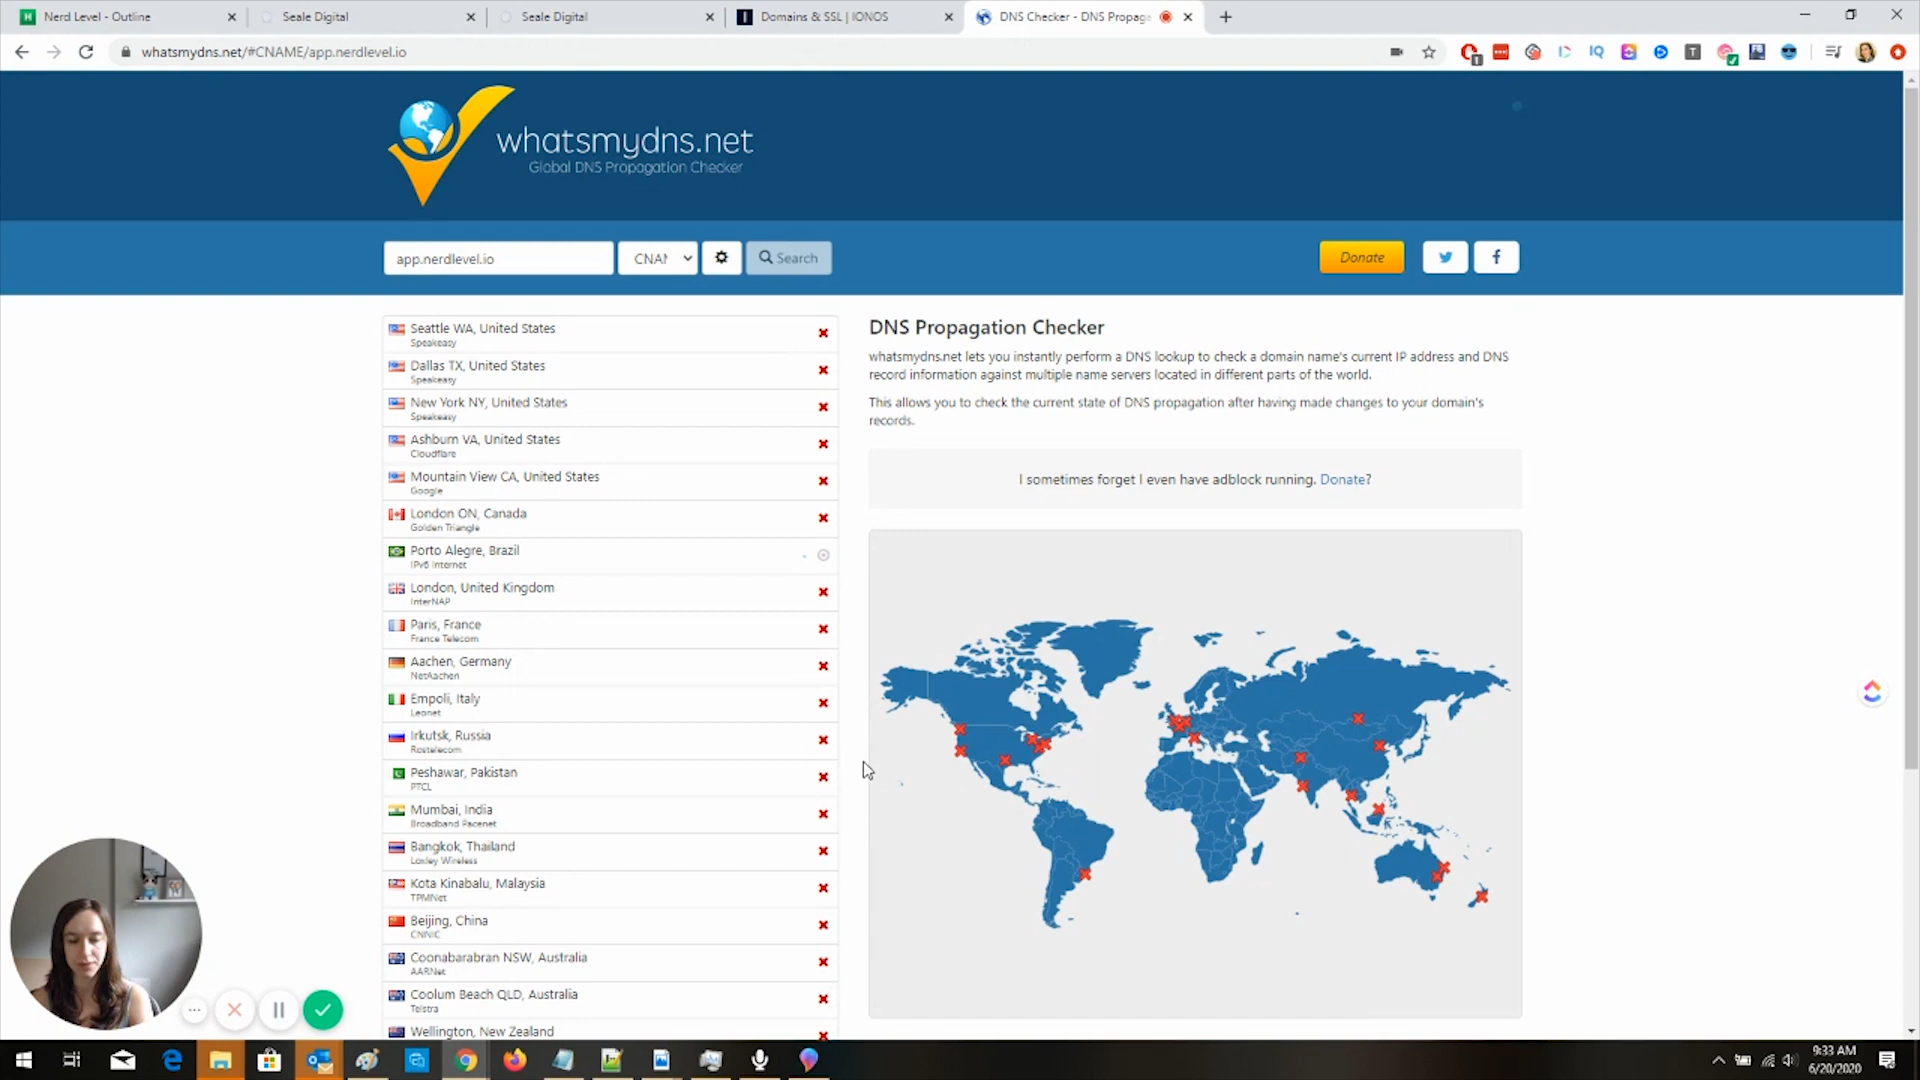 Nerd Level - Outline
Seale Digital
Seale Digital
Domains & SSL | IONOS
DNS Checker - DNS Propaga
whatsmydns.net/#CNAME/app.nerdlevel.io
whatsmydns.net
Global DNS Propagation Checker
app.nerdlevel.io
CNAM
Search
Donate
Seattle WA, United States
Speakeasy
Dallas TX, United States
Speakeasy
New York NY, United States
Speakeasy
Ashburn VA, United States
Cloudflare
Mountain View CA, United States
Google
London ON, Canada
Golden Triangle
Porto Alegre, Brazil
IPv6 Internet
London, United Kingdom
InterNAP
Paris, France
France Telecom
Aachen, Germany
NetAachen
Empoli, Italy
Leonet
Irkutsk, Russia
Rostelecom
Peshawar, Pakistan
PTCL
Mumbai, India
Broadband Pacenet
Bangkok, Thailand
Loxley Wireless
Kota Kinabalu, Malaysia
TPMNet
Beijing, China
CNNIC
Coonabarabran NSW, Australia
AARNet
Coolum Beach QLD, Australia
Telstra
Wellington, New Zealand
DNS Propagation Checker
whatsmydns.net lets you instantly perform a DNS lookup to check a domain name's current IP address and DNS
record information against multiple name servers located in different parts of the world.
This allows you to check the current state of DNS propagation after having made changes to your domain's
records.
I sometimes forget I even have adblock running. Donate?
9:33 AM
6/20/2020